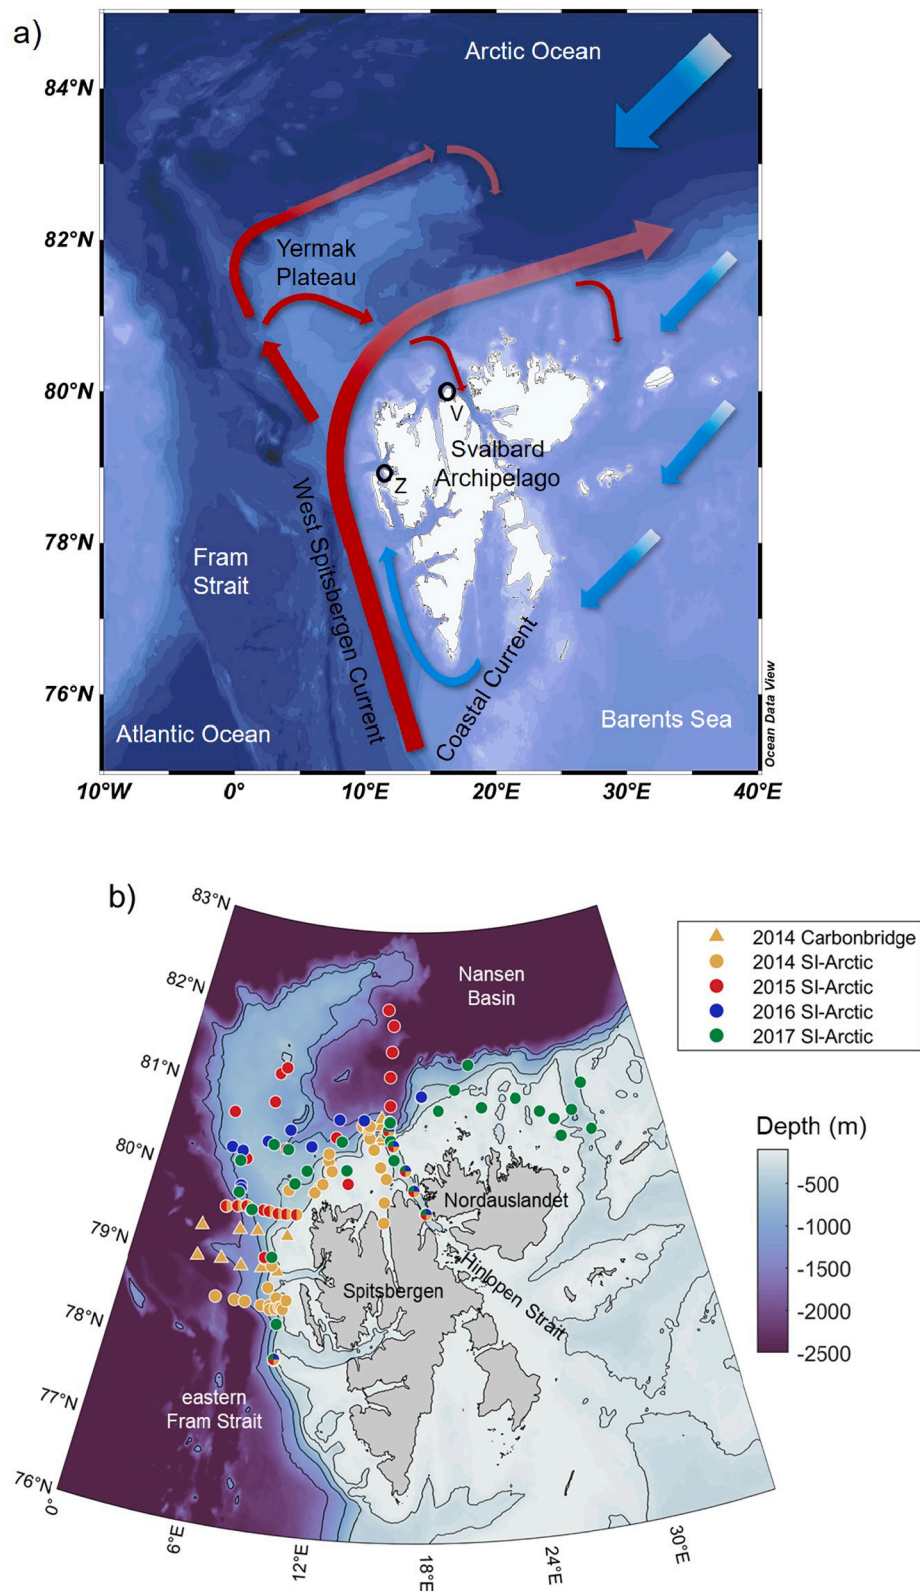 a)
Arctic Ocean
84°N
82°N
Yermak
Plateau
80°N
V
Svalbard
Archipelago
Z
78°N
Fram
Strait
West Spitsbergen Current
Coastal Current
76°N
Atlantic Ocean
Barents Sea
Ocean Data View
10°W 0° 10°E 20°E 30°E 40°E
b)
83°N
2014 Carbonbridge
2014 SI-Arctic
2015 SI-Arctic
2016 SI-Arctic
2017 SI-Arctic
Nansen
Basin
82°N
81°N
80°N
Depth (m)
-500
-1000
-1500
-2000
-2500
Nordauslandet
79°N
Hinlopen Strait
Spitsbergen
78°N
eastern
Fram Strait
77°N
76°N
0°
6°E 12°E 18°E 24°E 30°E